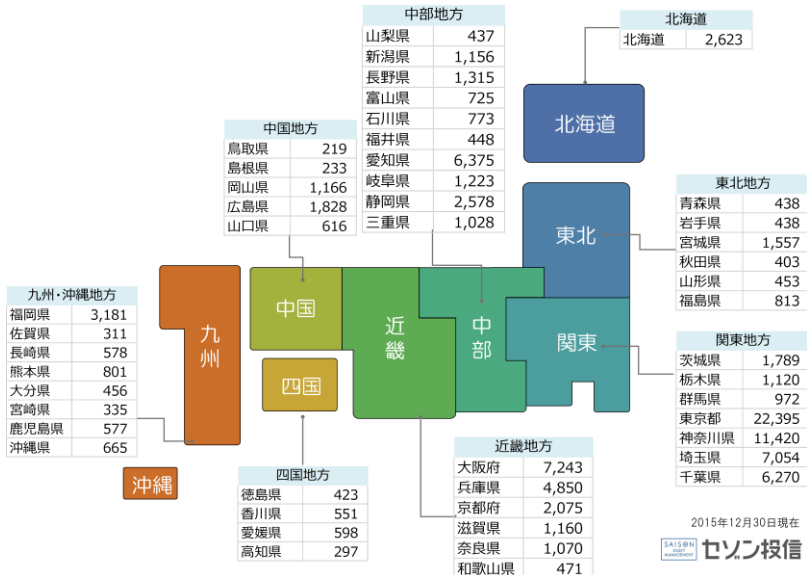 中部地方
山梨県 437
新潟県 1,156
長野県 1,315
富山県 725
石川県 773
福井県 448
愛知県 6,375
岐阜県 1,223
静岡県 2,578
三重県 1,028
北海道
北海道 2,623
北海道
中国地方
鳥取県 219
島根県 233
岡山県 1,166
広島県 1,828
山口県 616
東北地方
青森県 438
岩手県 438
宮城県 1,557
秋田県 403
山形県 453
福島県 813
東北
九州・沖縄地方
福岡県 3,181
佐賀県 311
長崎県 578
熊本県 801
大分県 456
宮崎県 335
鹿児島県 577
沖縄県 665
九州
中国
近畿
中部
関東
四国
沖縄
関東地方
茨城県 1,789
栃木県 1,120
群馬県 972
東京都 22,395
神奈川県 11,420
埼玉県 7,054
千葉県 6,270
四国地方
徳島県 423
香川県 551
愛媛県 598
高知県 297
近畿地方
大阪府 7,243
兵庫県 4,850
京都府 2,075
滋賀県 1,160
奈良県 1,070
和歌山県 471
2015年12月30日現在
SAISON
ASSET
MANAGEMENT
セゾン投信